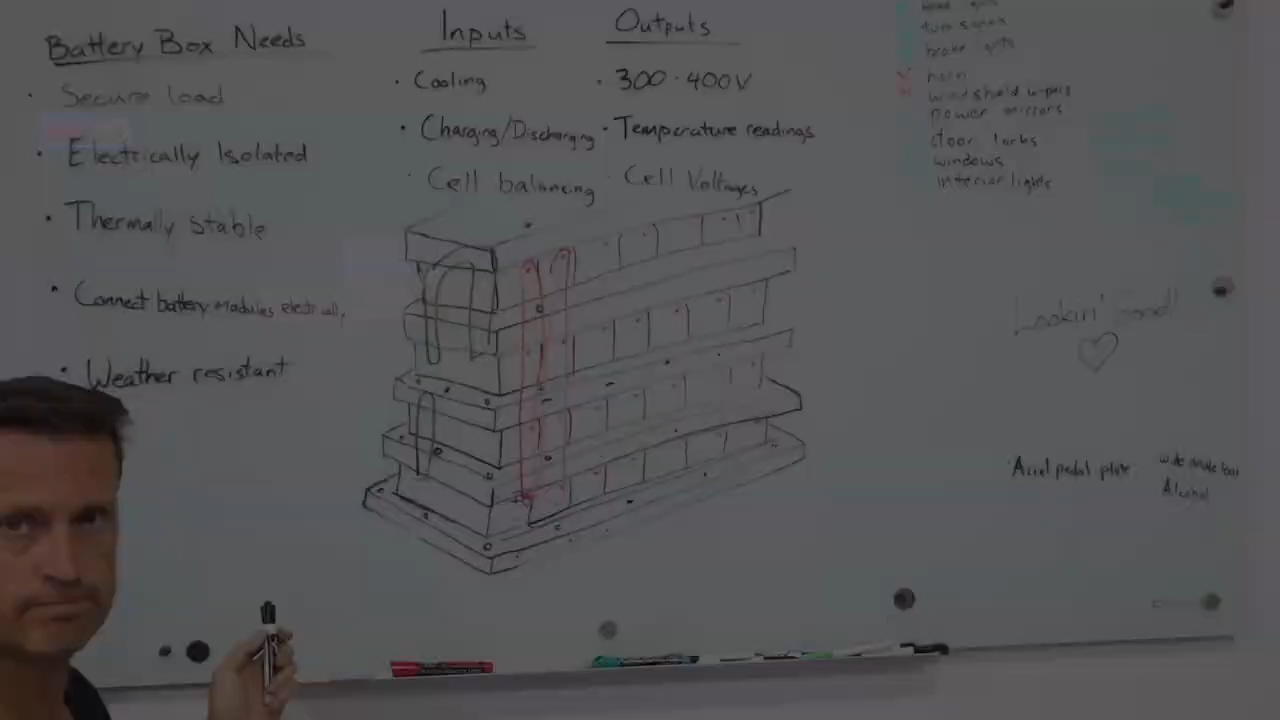 Battery Box Needs
• Secure load
• Electrically Isolated
• Thermally stable
• Connect battery modules electrically
• Weather resistant
Inputs
• Cooling
• Charging/Discharging
• Cell balancing
Outputs
• 300-400V
• Temperature readings
Cell Voltages
horn
windshield wipers
power mirrors
door locks
windows
interior lights
Lookin' good!
Accel pedal plate
Alcohol